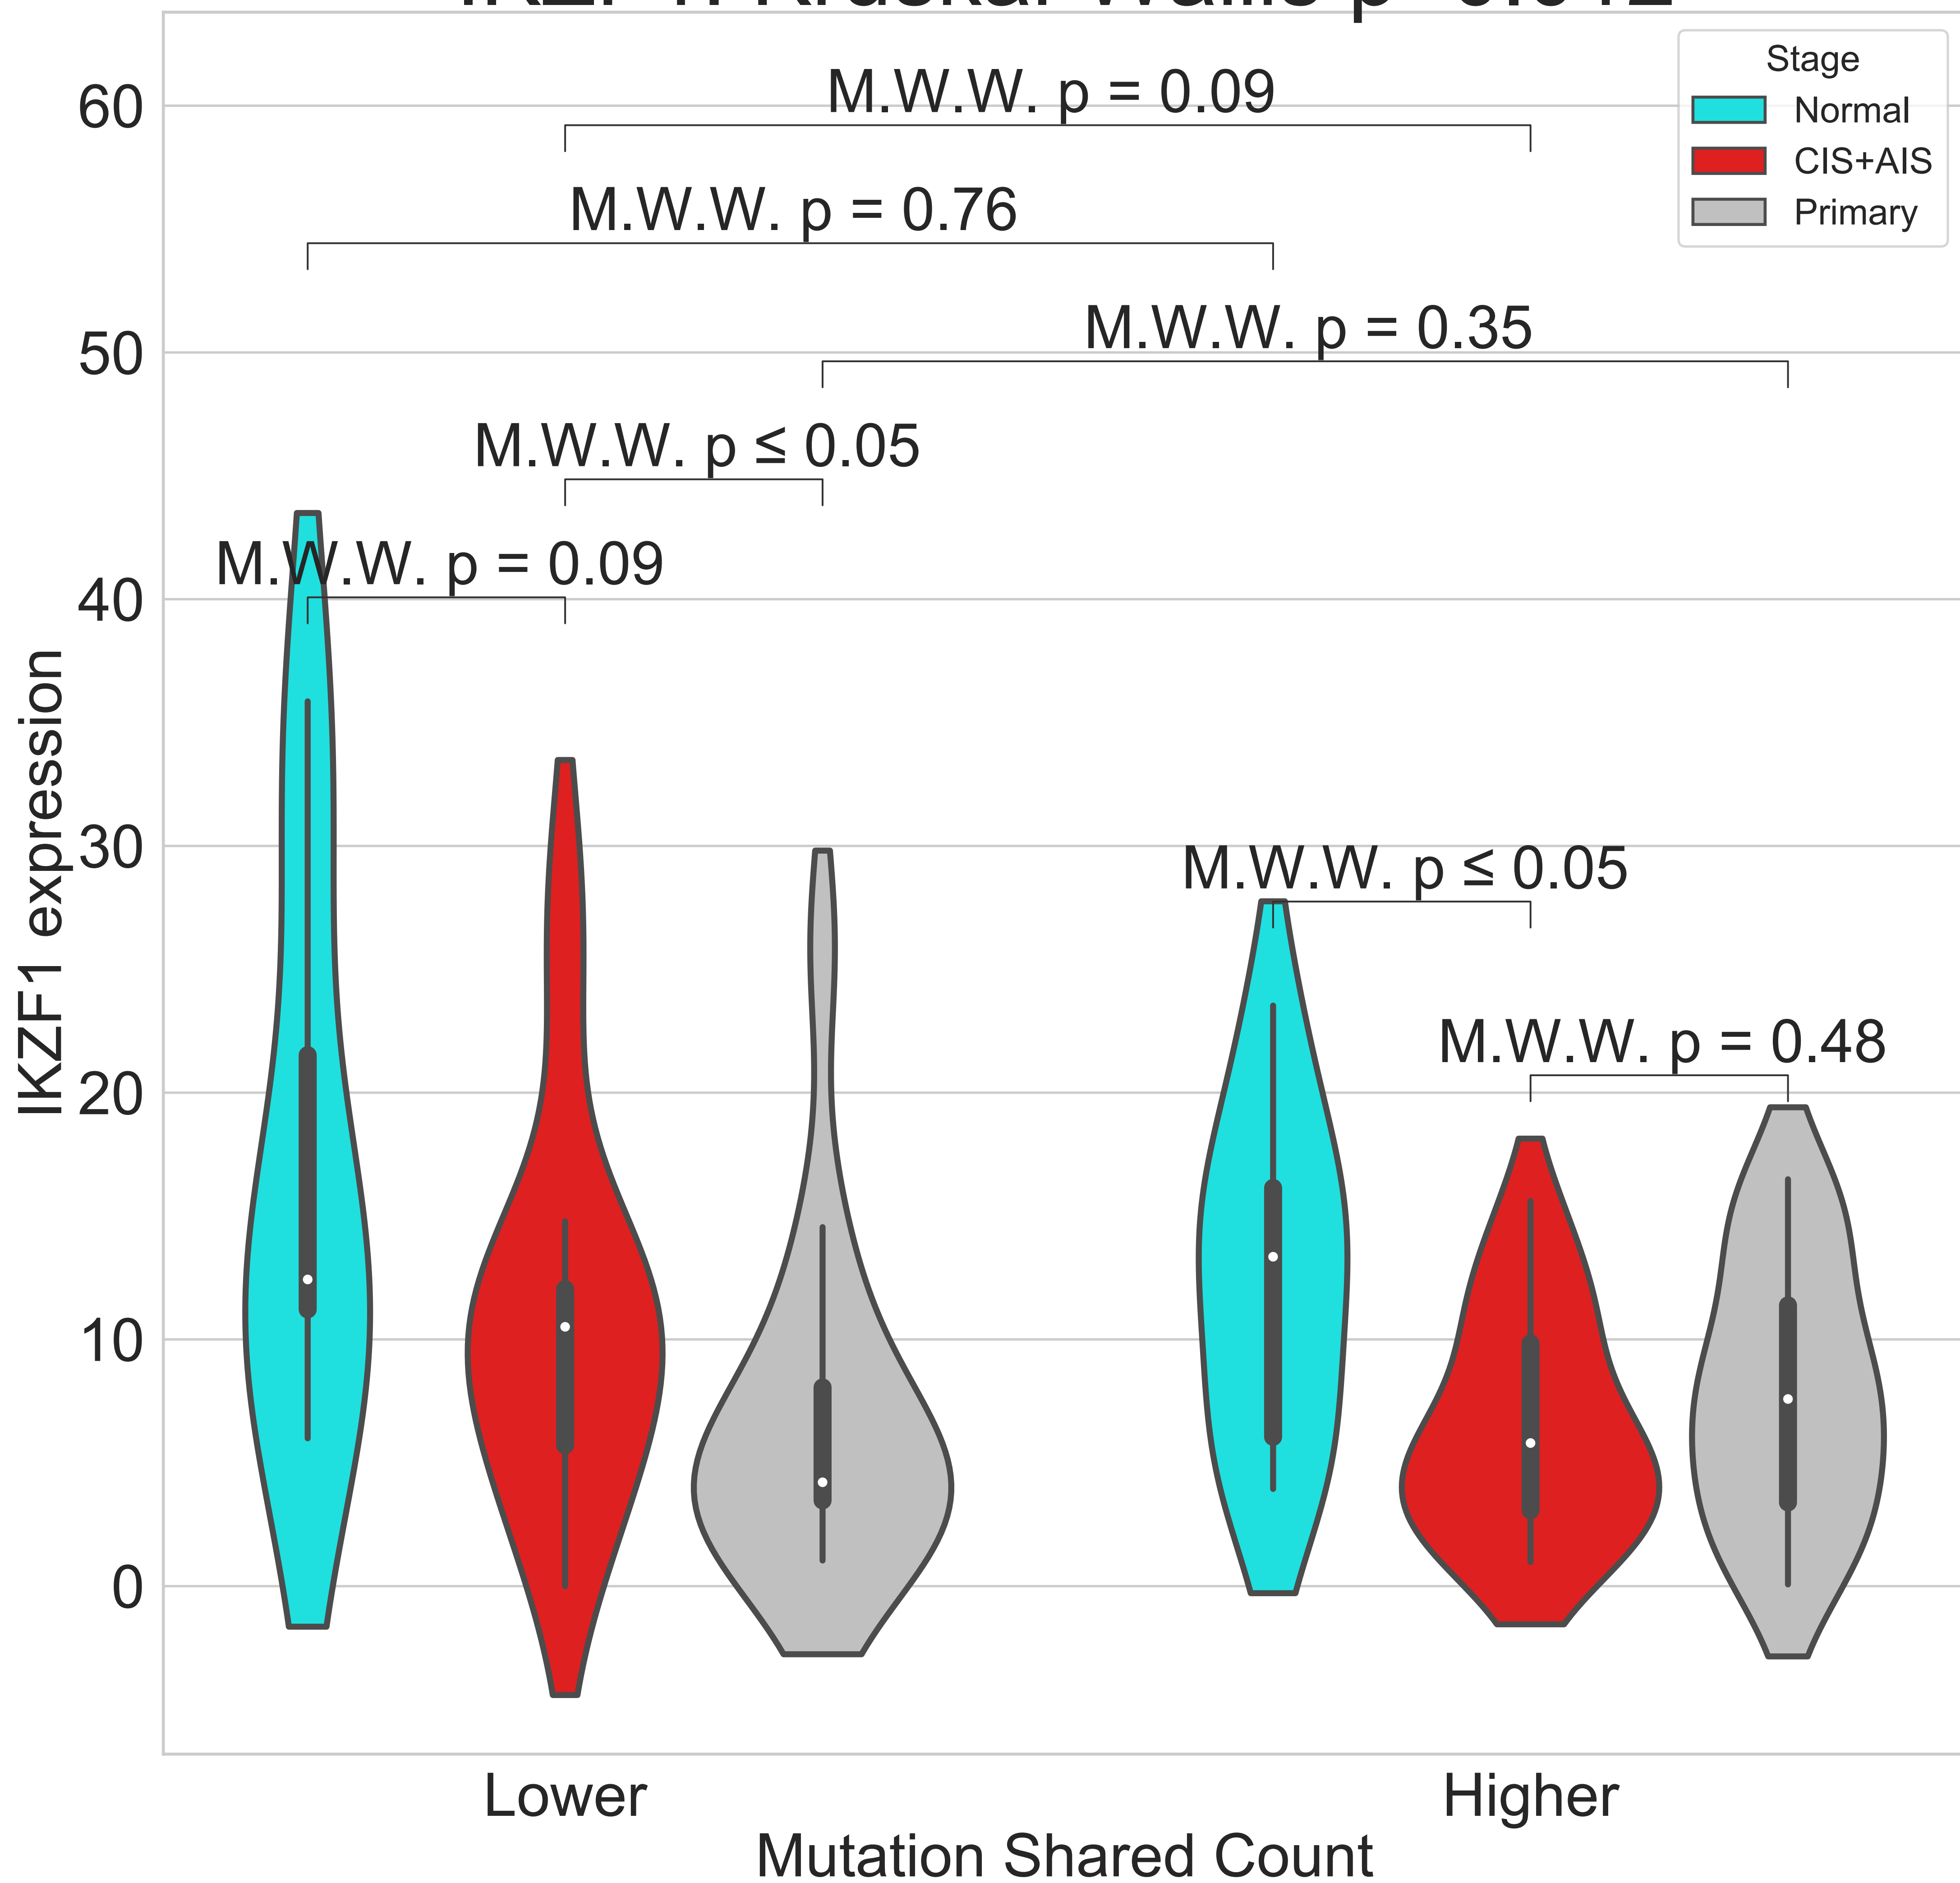 Stage
Normal
CIS+AIS
Primary
M.W.W. p = 0.09
M.W.W. p = 0.76
M.W.W. p = 0.35
M.W.W. p ≤ 0.05
M.W.W. p = 0.09
M.W.W. p ≤ 0.05
M.W.W. p = 0.48
60
50
40
30
20
10
0
IKZF1 expression
Lower
Higher
Mutation Shared Count